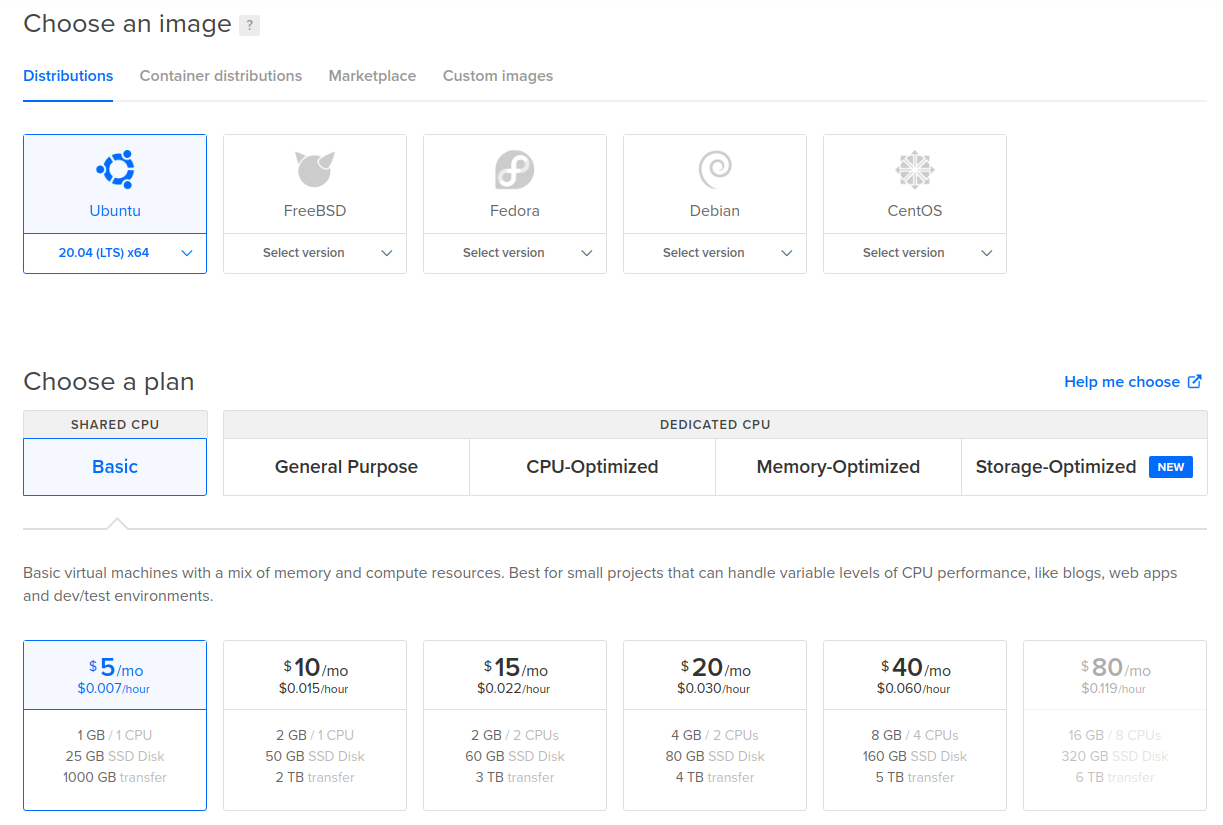 Choose an image ?
Distributions Container distributions Marketplace Custom images
Ubuntu FreeBSD Fedora Debian CentOS
20.04 (LTS) x64 Select version Select version Select version Select version
Choose a plan Help me choose
SHARED CPU DEDICATED CPU
Basic General Purpose CPU-Optimized Memory-Optimized Storage-Optimized NEW
Basic virtual machines with a mix of memory and compute resources. Best for small projects that can handle variable levels of CPU performance, like blogs, web apps
and dev/test environments.
$5/mo $10/mo $15/mo $20/mo $40/mo $80/mo
$0.007/hour $0.015/hour $0.022/hour $0.030/hour $0.060/hour $0.119/hour
1 GB / 1 CPU 2 GB / 1 CPU 2 GB / 2 CPUs 4 GB / 2 CPUs 8 GB / 4 CPUs 16 GB / 8 CPUs
25 GB SSD Disk 50 GB SSD Disk 60 GB SSD Disk 80 GB SSD Disk 160 GB SSD Disk 320 GB SSD Disk
1000 GB transfer 2 TB transfer 3 TB transfer 4 TB transfer 5 TB transfer 6 TB transfer